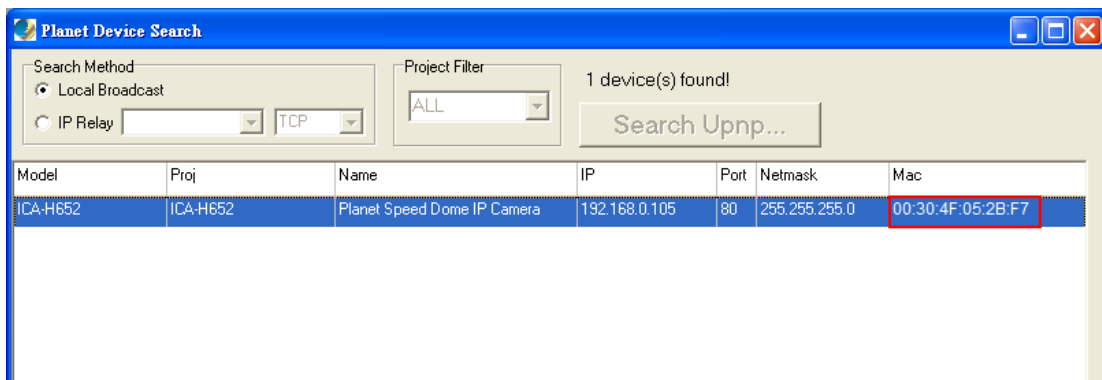 Planet Device Search
Search Method
Local Broadcast
IP Relay TCP
Project Filter
ALL
1 device(s) found!
Search Upnp...
Model Proj Name IP Port Netmask Mac
ICA-H652 ICA-H652 Planet Speed Dome IP Camera 192.168.0.105 80 255.255.255.0 00:30:4F:05:2B:F7